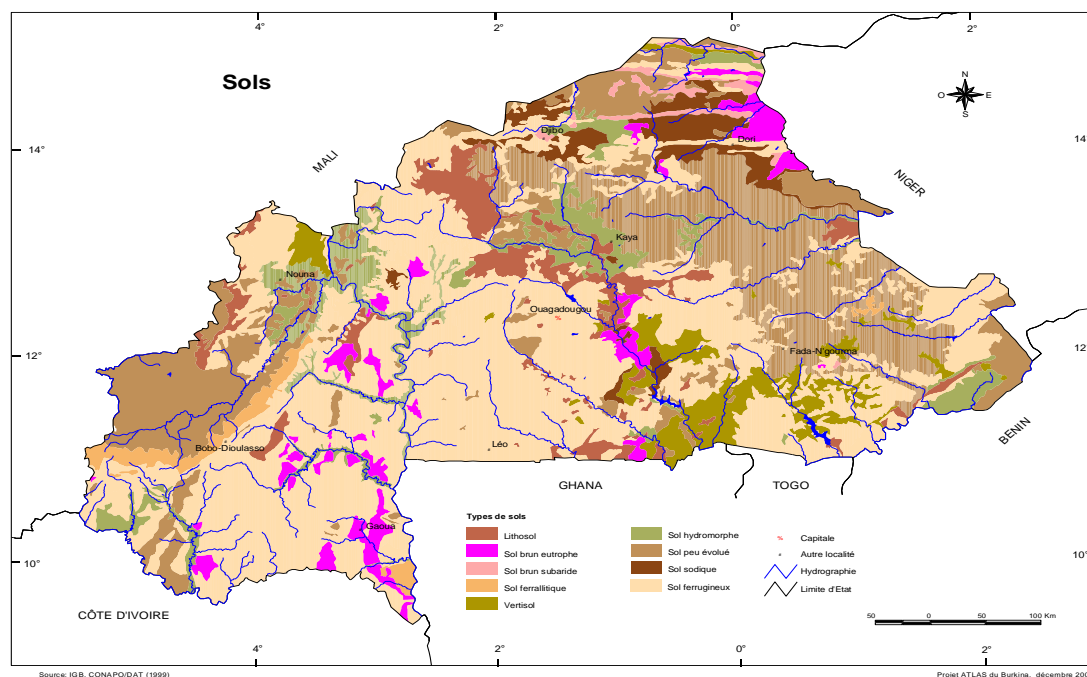 4°
2°
0°
2°
Sols
N
O
E
S
14°
14
MALI
Djibo
Dori
NIGER
Kaya
Nouna
Ouagadougou
12°
12
Fada-N'gourma
BENIN
Bobo-Dioulasso
Léo
GHANA
TOGO
Gaoua
10°
10°
CÔTE D'IVOIRE
Types de sols
Lithosol
Sol brun eutrophe
Sol brun subaride
Sol ferrallitique
Vertisol
Sol hydromorphe
Sol peu évolué
Sol sodique
Sol ferrugineux
Capitale
Autre localité
Hydrographie
Limite d'Etat
50 0 50 100 Km
4°
2°
0°
2°
Source: IGB, CONAPO/DAT (1999)
Projet ATLAS du Burkina, décembre 200